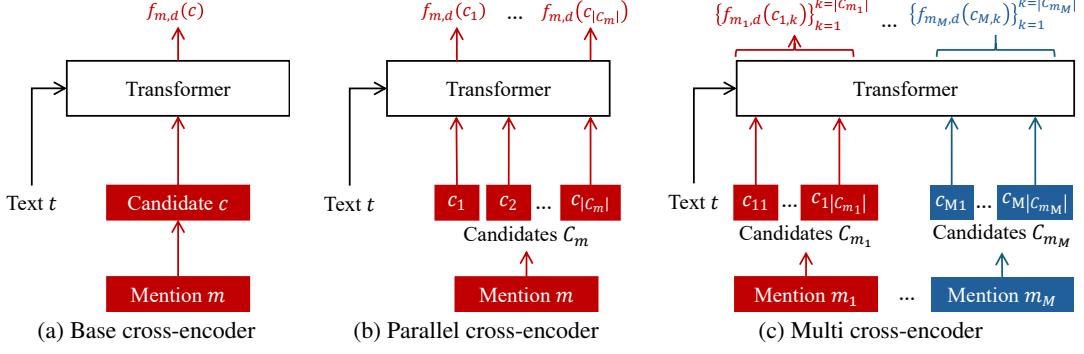 f_{m,d}(c)
Transformer
Text t
Candidate c
Mention m
(a) Base cross-encoder
f_{m,d}(c_1) ... f_{m,d}(c_{|C_m|})
Transformer
Text t
c_1 c_2 ... c_{|C_m|}
Candidates C_m
Mention m
(b) Parallel cross-encoder
{f_{m_1,d}(c_{1,k})}_{k=1}^{k=|C_{m_1}|} ... {f_{m_M,d}(c_{M,k})}_{k=1}^{k=|C_{m_M}|}
Transformer
Text t
c_{11} ... c_{1|C_{m_1}|} c_{M1} ... c_{M|C_{m_M}|}
Candidates C_{m_1} Candidates C_{m_M}
Mention m_1 ... Mention m_M
(c) Multi cross-encoder